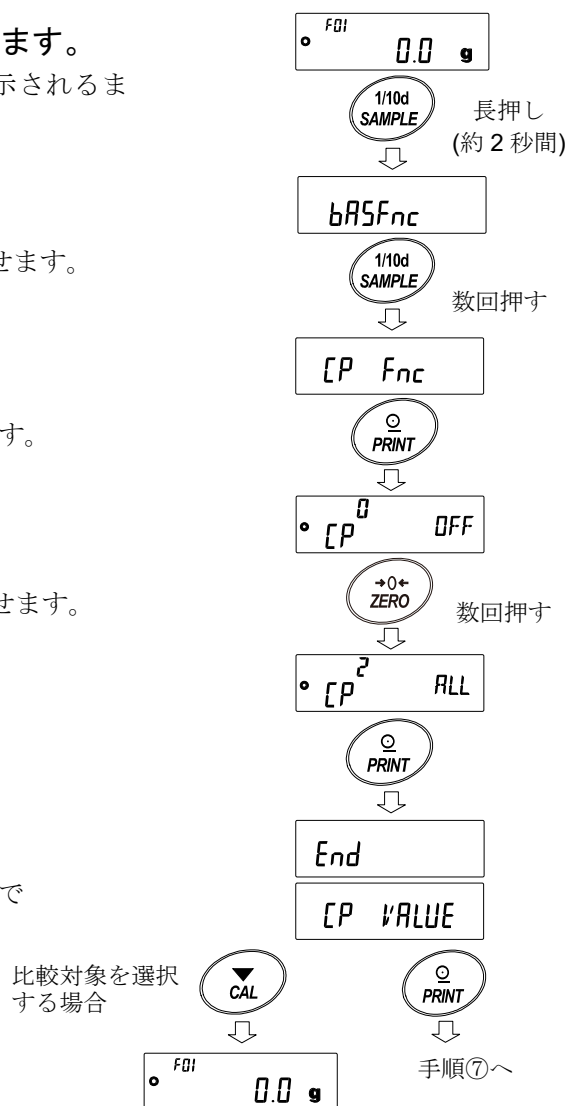 ます。
示されるま
せます。
す。
せます。
で
F01
0.0 g
1/10d
SAMPLE
長押し
(約 2 秒間)
bASFnc
1/10d
SAMPLE
数回押す
CP Fnc
PRINT
CP 0 OFF
→0←
ZERO
数回押す
CP 2 ALL
PRINT
End
CP VALUE
比較対象を選択
する場合
CAL
PRINT
手順⑦へ
F01
0.0 g